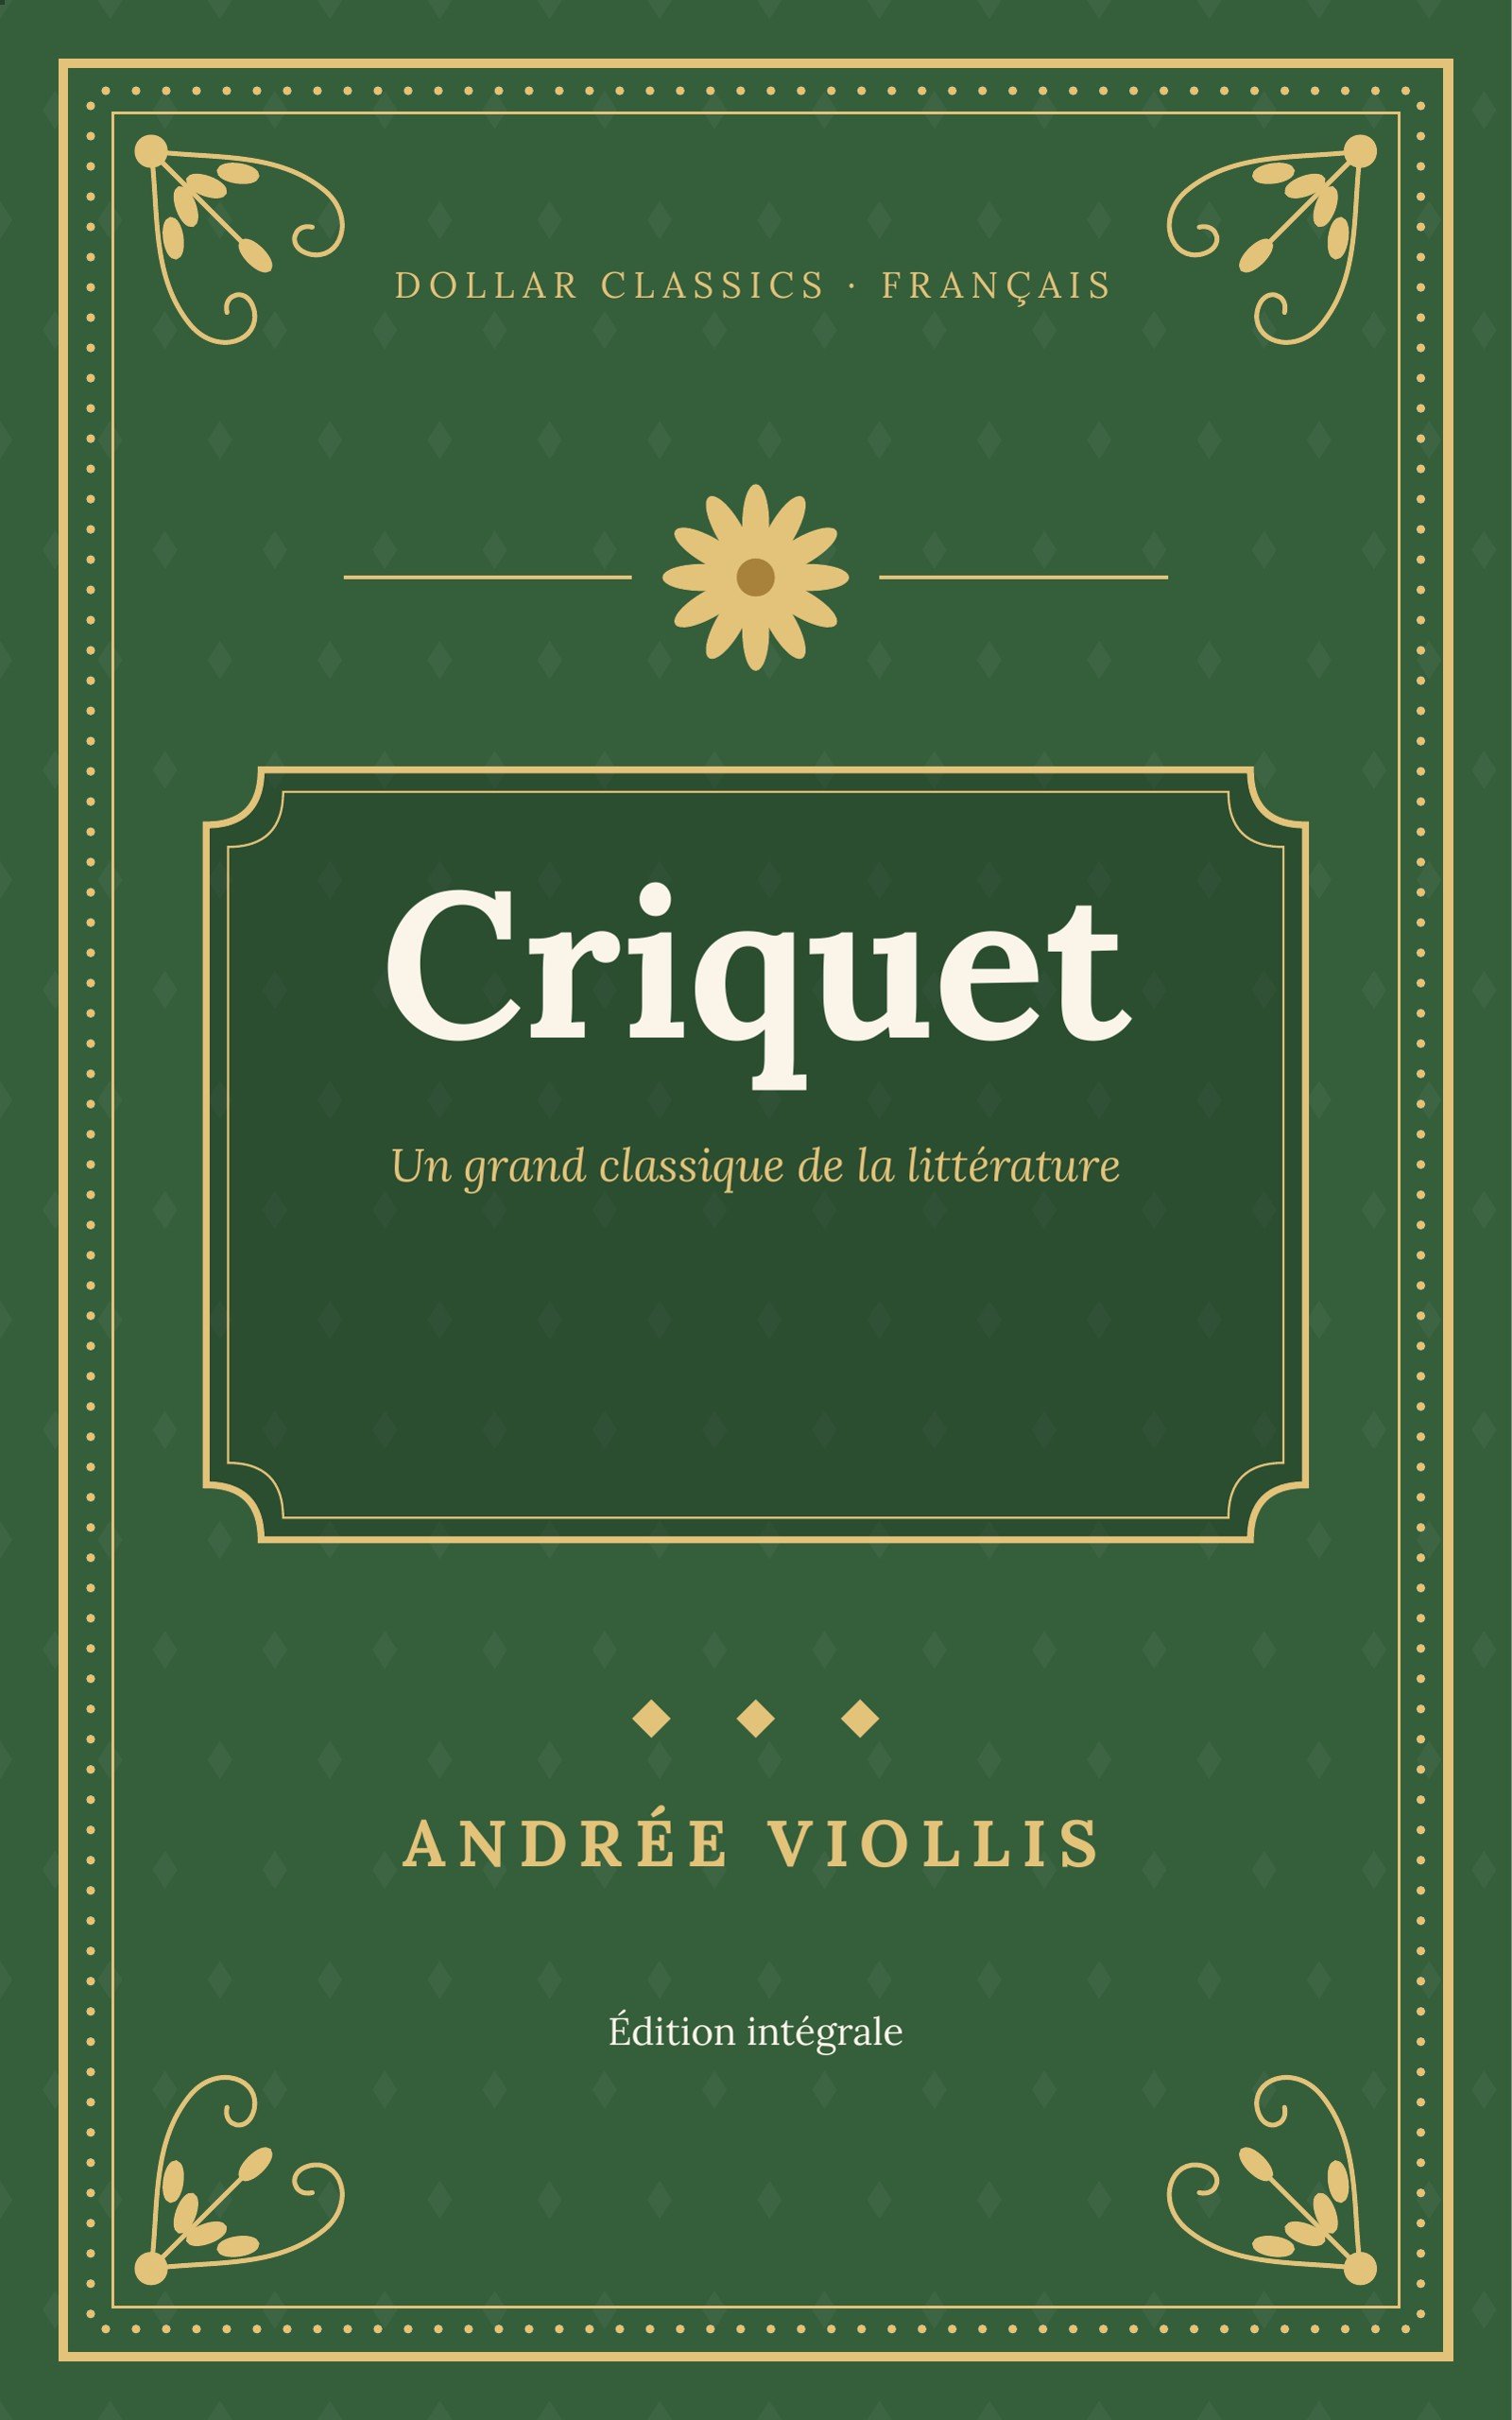 DOLLAR CLASSICS · FRANÇAIS
Criquet
Un grand classique de la littérature
ANDRÉE VIOLLIS
Édition intégrale